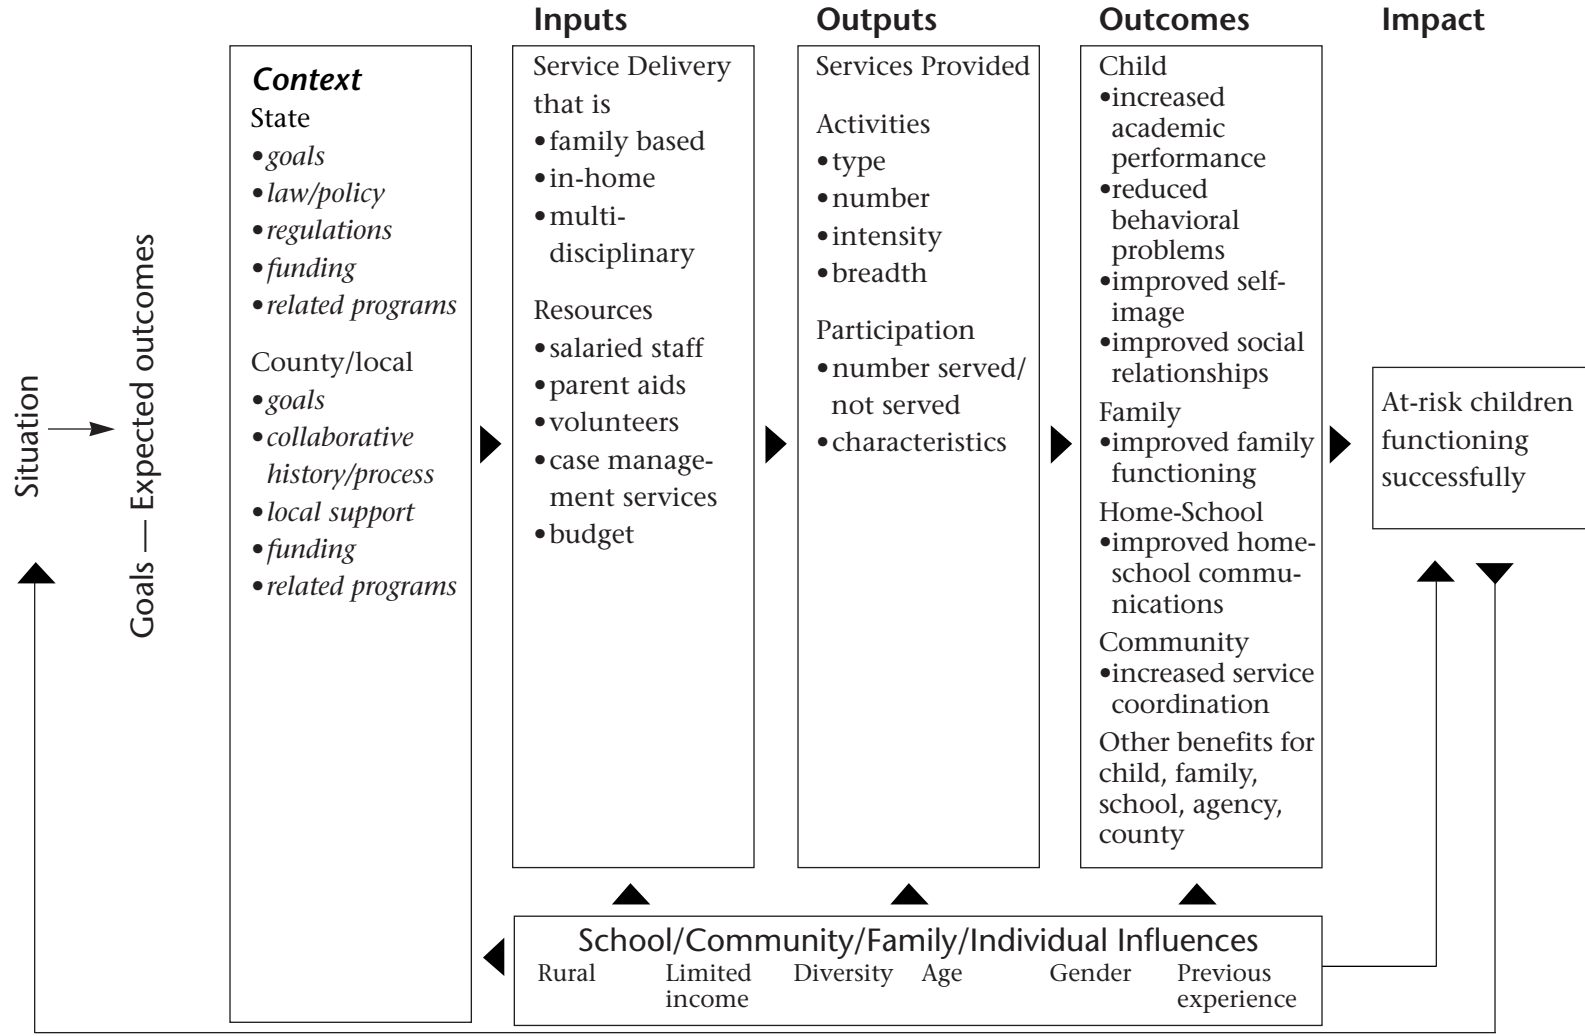 Situation
Goals — Expected outcomes
Context
State
•goals
•law/policy
•regulations
•funding
•related programs
County/local
•goals
•collaborative
history/process
•local support
•funding
•related programs
Inputs
Service Delivery
that is
•family based
•in-home
•multi-
disciplinary
Resources
•salaried staff
•parent aids
•volunteers
•case manage-
ment services
•budget
Outputs
Services Provided
Activities
•type
•number
•intensity
•breadth
Participation
•number served/
not served
•characteristics
Outcomes
Child
•increased
academic
performance
•reduced
behavioral
problems
•improved self-
image
•improved social
relationships
Family
•improved family
functioning
Home-School
•improved home-
school commu-
nications
Community
•increased service
coordination
Other benefits for
child, family,
school, agency,
county
Impact
At-risk children
functioning
successfully
School/Community/Family/Individual Influences
Rural
Limited
income
Diversity
Age
Gender
Previous
experience